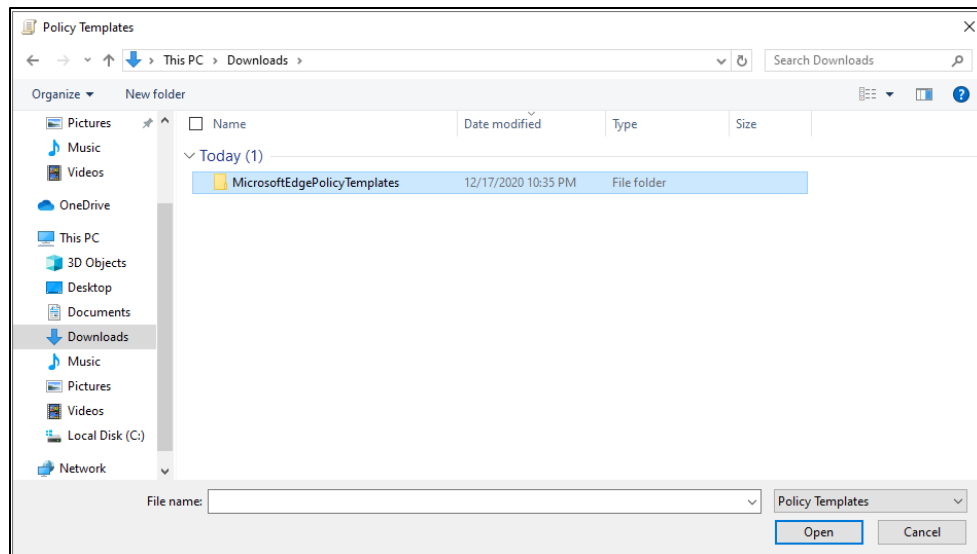 Policy Templates
This PC > Downloads >
Search Downloads
Organize
New folder
Name
Date modified
Type
Size
Today (1)
MicrosoftEdgePolicyTemplates 12/17/2020 10:35 PM File folder
Pictures
Music
Videos
OneDrive
This PC
3D Objects
Desktop
Documents
Downloads
Music
Pictures
Videos
Local Disk (C:)
Network
File name:
Policy Templates
Open
Cancel